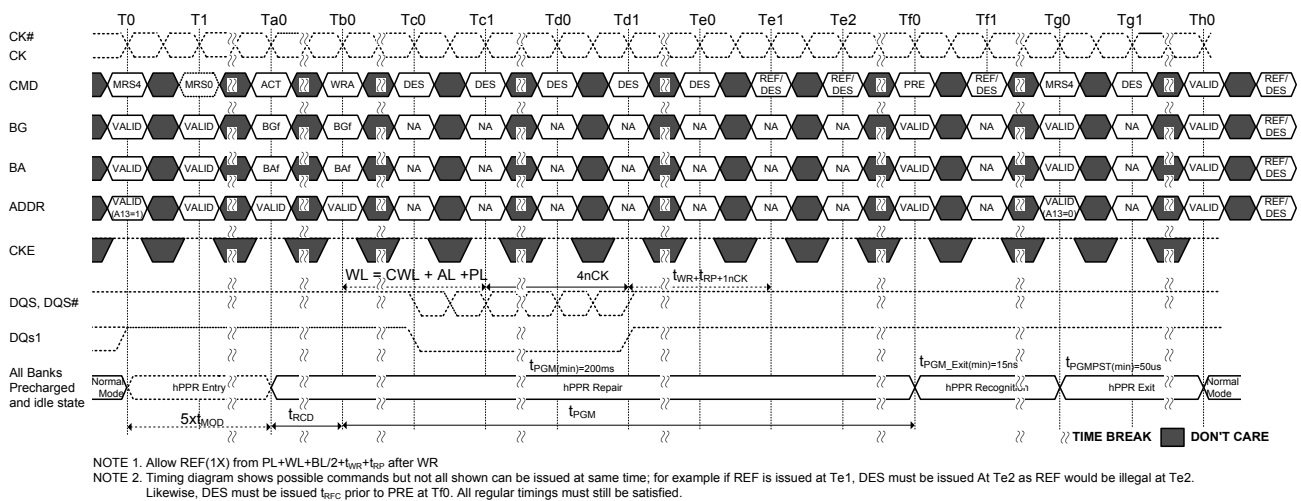 T0 T1 Ta0 Tb0 Tc0 Tc1 Td0 Td1 Te0 Te1 Te2 Tf0 Tf1 Tg0 Tg1 Th0
CK#
CK
CMD MRS4 MRS0 ACT WRA DES DES DES DES DES REF/DES REF/DES PRE REF/DES MRS4 DES VALID REF/DES
BG VALID VALID BGf BGf NA NA NA NA NA NA NA VALID NA VALID NA VALID REF/DES
BA VALID VALID BAf BAf NA NA NA NA NA NA NA VALID NA VALID NA VALID REF/DES
ADDR VALID (A13=1) VALID VALID VALID NA NA NA NA NA NA NA VALID NA VALID (A13=0) NA VALID REF/DES
CKE
WL = CWL + AL +PL 4nCK tWR+tRP+1nCK
DQS, DQS#
DQs1
tPGM(min)=200ms tPGM_Exit(min)=15ns tPGMPST(min)=50us
All Banks
Precharged
and idle state
Normal Mode hPPR Entry hPPR Repair hPPR Recognition hPPR Exit Normal Mode
5xtMOD tRCD tPGM
TIME BREAK DON'T CARE
NOTE 1. Allow REF(1X) from PL+WL+BL/2+tWR+tRP after WR
NOTE 2. Timing diagram shows possible commands but not all shown can be issued at same time; for example if REF is issued at Te1, DES must be issued At Te2 as REF would be illegal at Te2.
Likewise, DES must be issued tRFC prior to PRE at Tf0. All regular timings must still be satisfied.